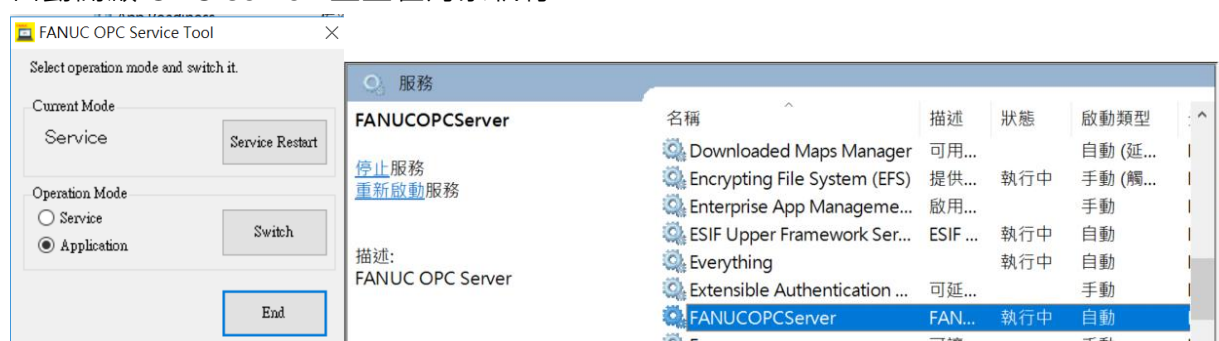 FANUC OPC Service Tool
Select operation mode and switch it.
Current Mode
Service
Service Restart
Operation Mode
Service
Application
Switch
End
服務
FANUCOPCServer
停止服務
重新啟動服務
描述:
FANUC OPC Server
名稱 描述 狀態 啟動類型
Downloaded Maps Manager 可用... 自動 (延...
Encrypting File System (EFS) 提供... 執行中 手動 (觸...
Enterprise App Manageme... 啟用... 手動
ESIF Upper Framework Ser... ESIF ... 執行中 自動
Everything 執行中 自動
Extensible Authentication ... 可延... 手動
FANUCOPCServer FAN... 執行中 自動